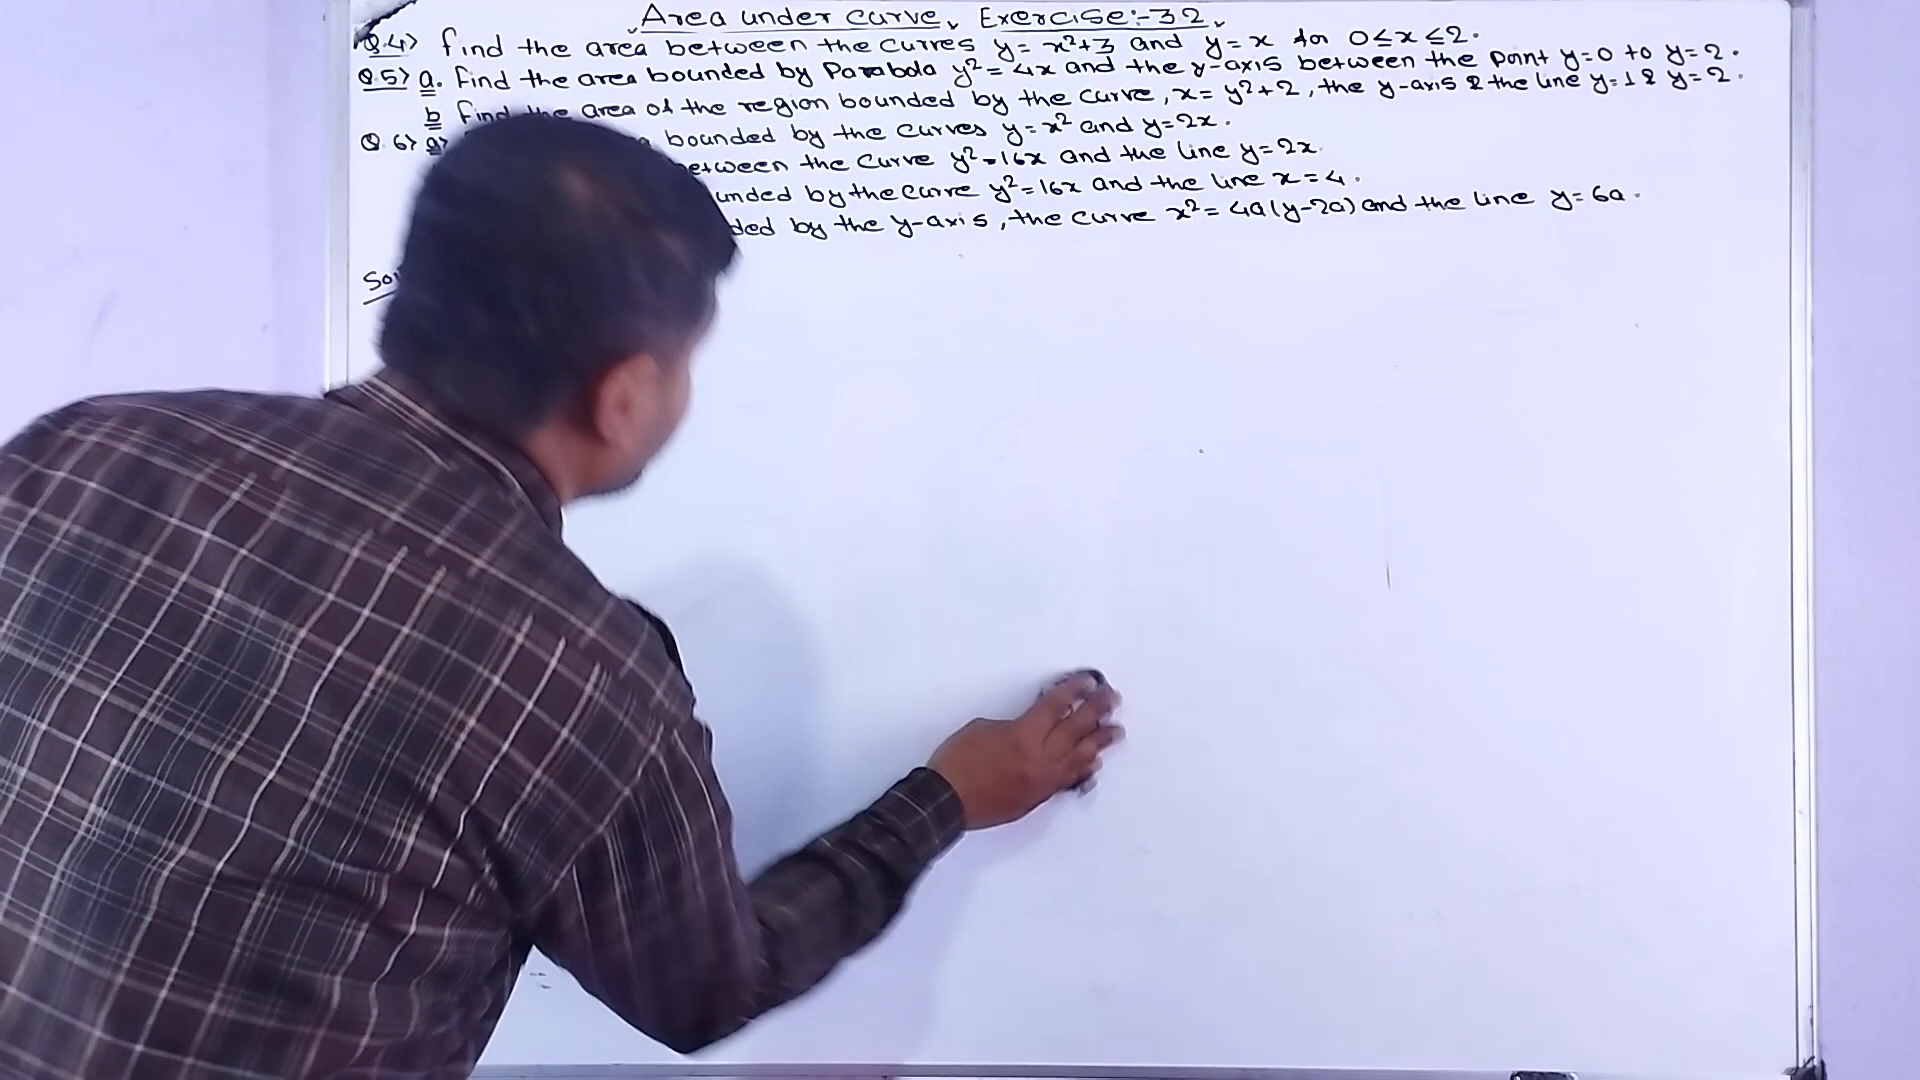 Area under curve, Exercise:-32
Q.4> find the area between the curves y= x²+3 and y=x for 0≤x≤2.
Q.5> a. Find the area bounded by Parabola y²=4x and the y-axis between the point y=0 to y=2.
b Find the area of the region bounded by the curve, x=y²+2, the y-axis & the line y=1 & y=2.
Q.6> a> bounded by the curves y=x² and y=2x.
between the curve y²=16x and the line y=2x
bounded by the curve y²=16x and the line x=4.
bounded by the y-axis, the curve x²=4a(y-2a) and the line y=6a.